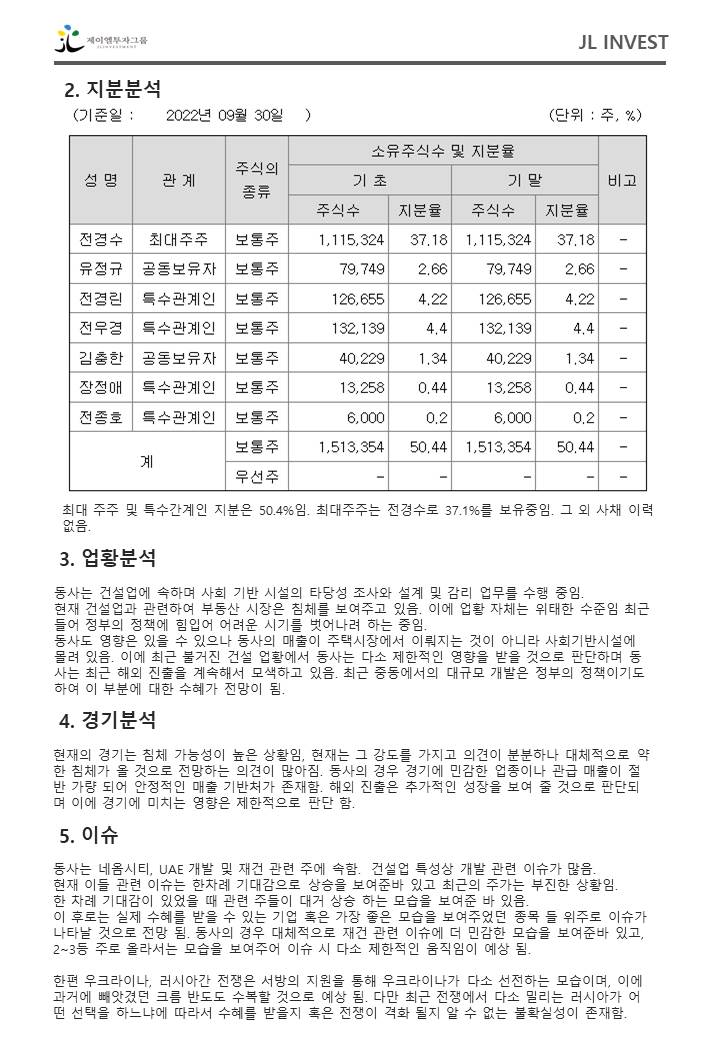 제이엘투자그룹
JLINVESTMENT
JL INVEST
2. 지분분석
(기준일 : 2022년 09월 30일 ) (단위 : 주, %)
성 명 관 계 주식의 종류 소유주식수 및 지분율 비고
기 초 기 말
주식수 지분율 주식수 지분율
전경수 최대주주 보통주 1,115,324 37.18 1,115,324 37.18 -
유정규 공동보유자 보통주 79,749 2.66 79,749 2.66 -
전경린 특수관계인 보통주 126,655 4.22 126,655 4.22 -
전우경 특수관계인 보통주 132,139 4.4 132,139 4.4 -
김충한 공동보유자 보통주 40,229 1.34 40,229 1.34 -
장정애 특수관계인 보통주 13,258 0.44 13,258 0.44 -
전종호 특수관계인 보통주 6,000 0.2 6,000 0.2 -
계 보통주 1,513,354 50.44 1,513,354 50.44 -
우선주 - - - - -
최대 주주 및 특수간계인 지분은 50.4%임. 최대주주는 전경수로 37.1%를 보유중임. 그 외 사채 이력
없음.
3. 업황분석
동사는 건설업에 속하며 사회 기반 시설의 타당성 조사와 설계 및 감리 업무를 수행 중임.
현재 건설업과 관련하여 부동산 시장은 침체를 보여주고 있음. 이에 업황 자체는 위태한 수준임 최근
들어 정부의 정책에 힘입어 어려운 시기를 벗어나려 하는 중임.
동사도 영향은 있을 수 있으나 동사의 매출이 주택시장에서 이뤄지는 것이 아니라 사회기반시설에
몰려 있음. 이에 최근 불거진 건설 업황에서 동사는 다소 제한적인 영향을 받을 것으로 판단하며 동
사는 최근 해외 진출을 계속해서 모색하고 있음. 최근 중동에서의 대규모 개발은 정부의 정책이기도
하여 이 부분에 대한 수혜가 전망이 됨.
4. 경기분석
현재의 경기는 침체 가능성이 높은 상황임, 현재는 그 강도를 가지고 의견이 분분하나 대체적으로 약
한 침체가 올 것으로 전망하는 의견이 많아짐. 동사의 경우 경기에 민감한 업종이나 관급 매출이 절
반 가량 되어 안정적인 매출 기반처가 존재함. 해외 진출은 추가적인 성장을 보여 줄 것으로 판단되
며 이에 경기에 미치는 영향은 제한적으로 판단 함.
5. 이슈
동사는 네옴시티, UAE 개발 및 재건 관련 주에 속함. 건설업 특성상 개발 관련 이슈가 많음.
현재 이들 관련 이슈는 한차례 기대감으로 상승을 보여준바 있고 최근의 주가는 부진한 상황임.
한 차례 기대감이 있었을 때 관련 주들이 대거 상승 하는 모습을 보여준 바 있음.
이 후로는 실제 수혜를 받을 수 있는 기업 혹은 가장 좋은 모습을 보여주었던 종목 들 위주로 이슈가
나타날 것으로 전망 됨. 동사의 경우 대체적으로 재건 관련 이슈에 더 민감한 모습을 보여준바 있고,
2~3등 주로 올라서는 모습을 보여주어 이슈 시 다소 제한적인 움직임이 예상 됨.
한편 우크라이나, 러시아간 전쟁은 서방의 지원을 통해 우크라이나가 다소 선전하는 모습이며, 이에
과거에 빼앗겼던 크름 반도도 수복할 것으로 예상 됨. 다만 최근 전쟁에서 다소 밀리는 러시아가 어
떤 선택을 하느냐에 따라서 수혜를 받을지 혹은 전쟁이 격화 될지 알 수 없는 불확실성이 존재함.